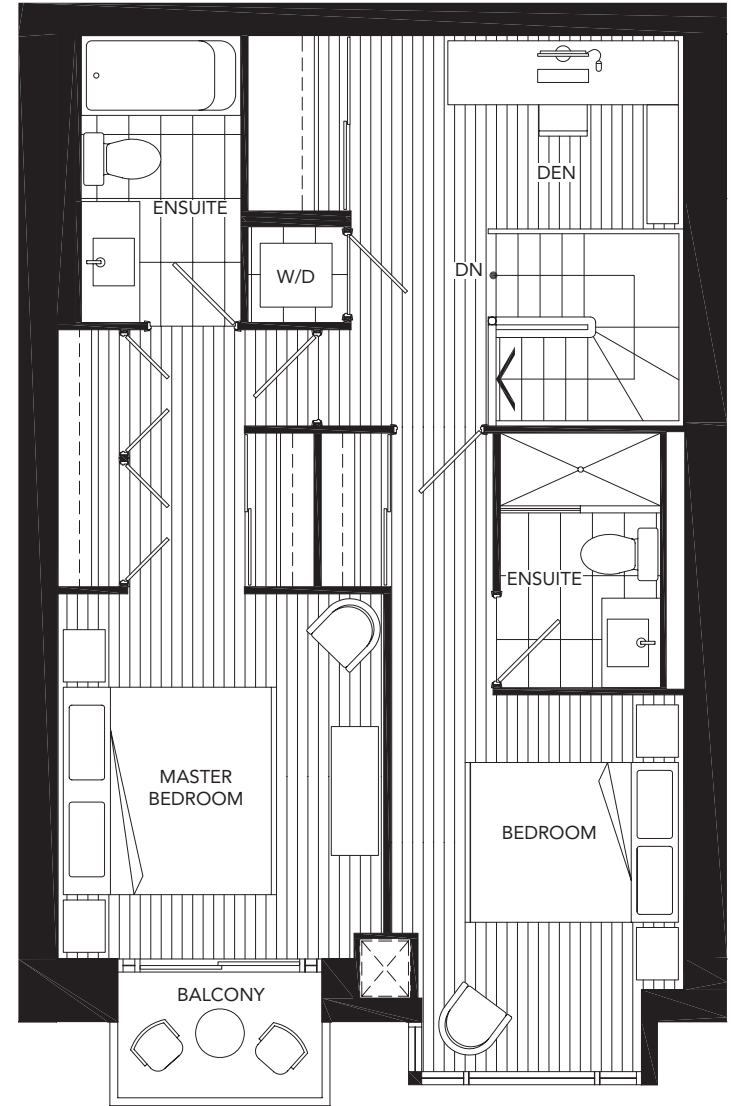 DEN
ENSUITE
DN
W/D
ENSUITE
MASTER
BEDROOM
BEDROOM
BALCONY